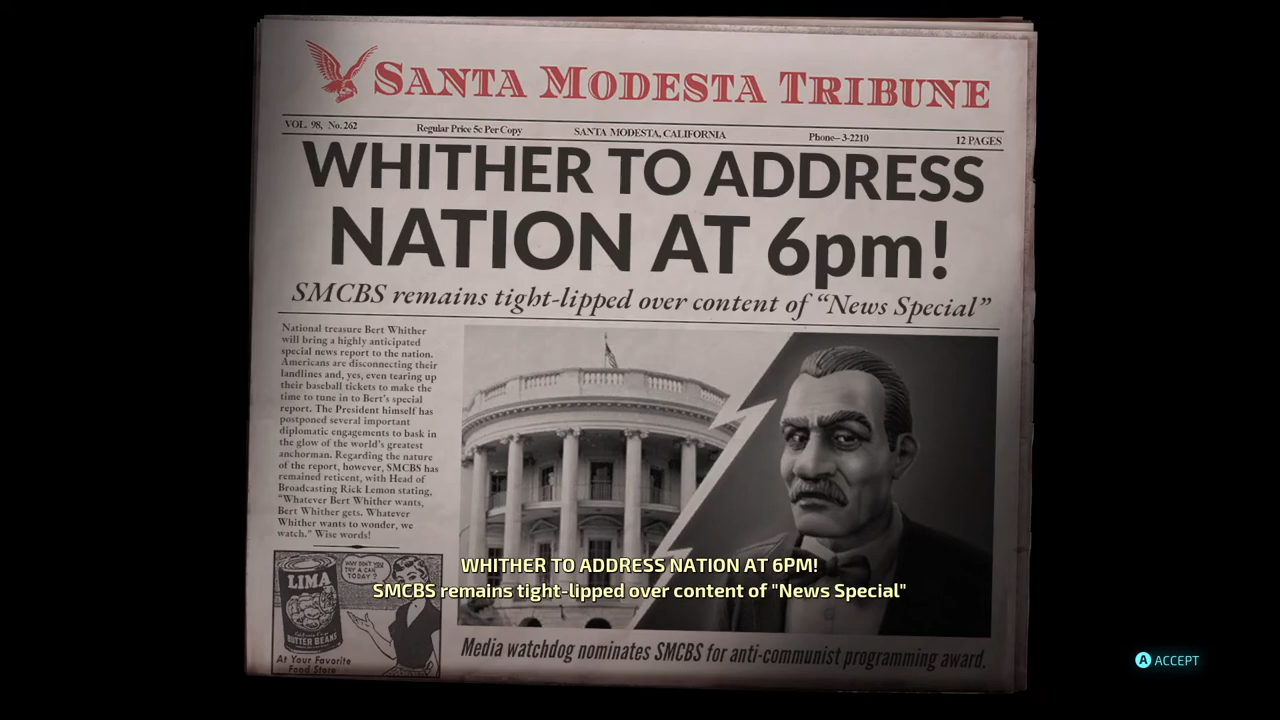 SANTA MODESTA TRIBUNE
VOL. 98, No. 262 Regular Price 5c Per Copy SANTA MODESTA, CALIFORNIA Phone–3-2210 12 PAGES
WHITHER TO ADDRESS
NATION AT 6pm!
SMCBS remains tight-lipped over content of “News Special”
National treasure Bert Whither
will bring a highly anticipated
special news report to the nation.
Americans are disconnecting their
landlines and, yes, even tearing up
their baseball tickets to make the
time to tune in to Bert's special
report. The President himself has
postponed several important
diplomatic engagements to bask in
the glow of the world's greatest
anchorman. Regarding the nature
of the report, however, SMCBS has
remained reticent, with Head of
Broadcasting Rick Lemon stating,
"Whatever Bert Whither wants,
Bert Whither gets. Whatever
Whither wants to wonder, we
watch." Wise words!
WHY DON'T YOU
TRY A CAN
TODAY?
LIMA
BUTTER BEANS
At Your Favorite
Food Store
WHITHER TO ADDRESS NATION AT 6PM!
SMCBS remains tight-lipped over content of "News Special"
Media watchdog nominates SMCBS for anti-communist programming award.
A ACCEPT